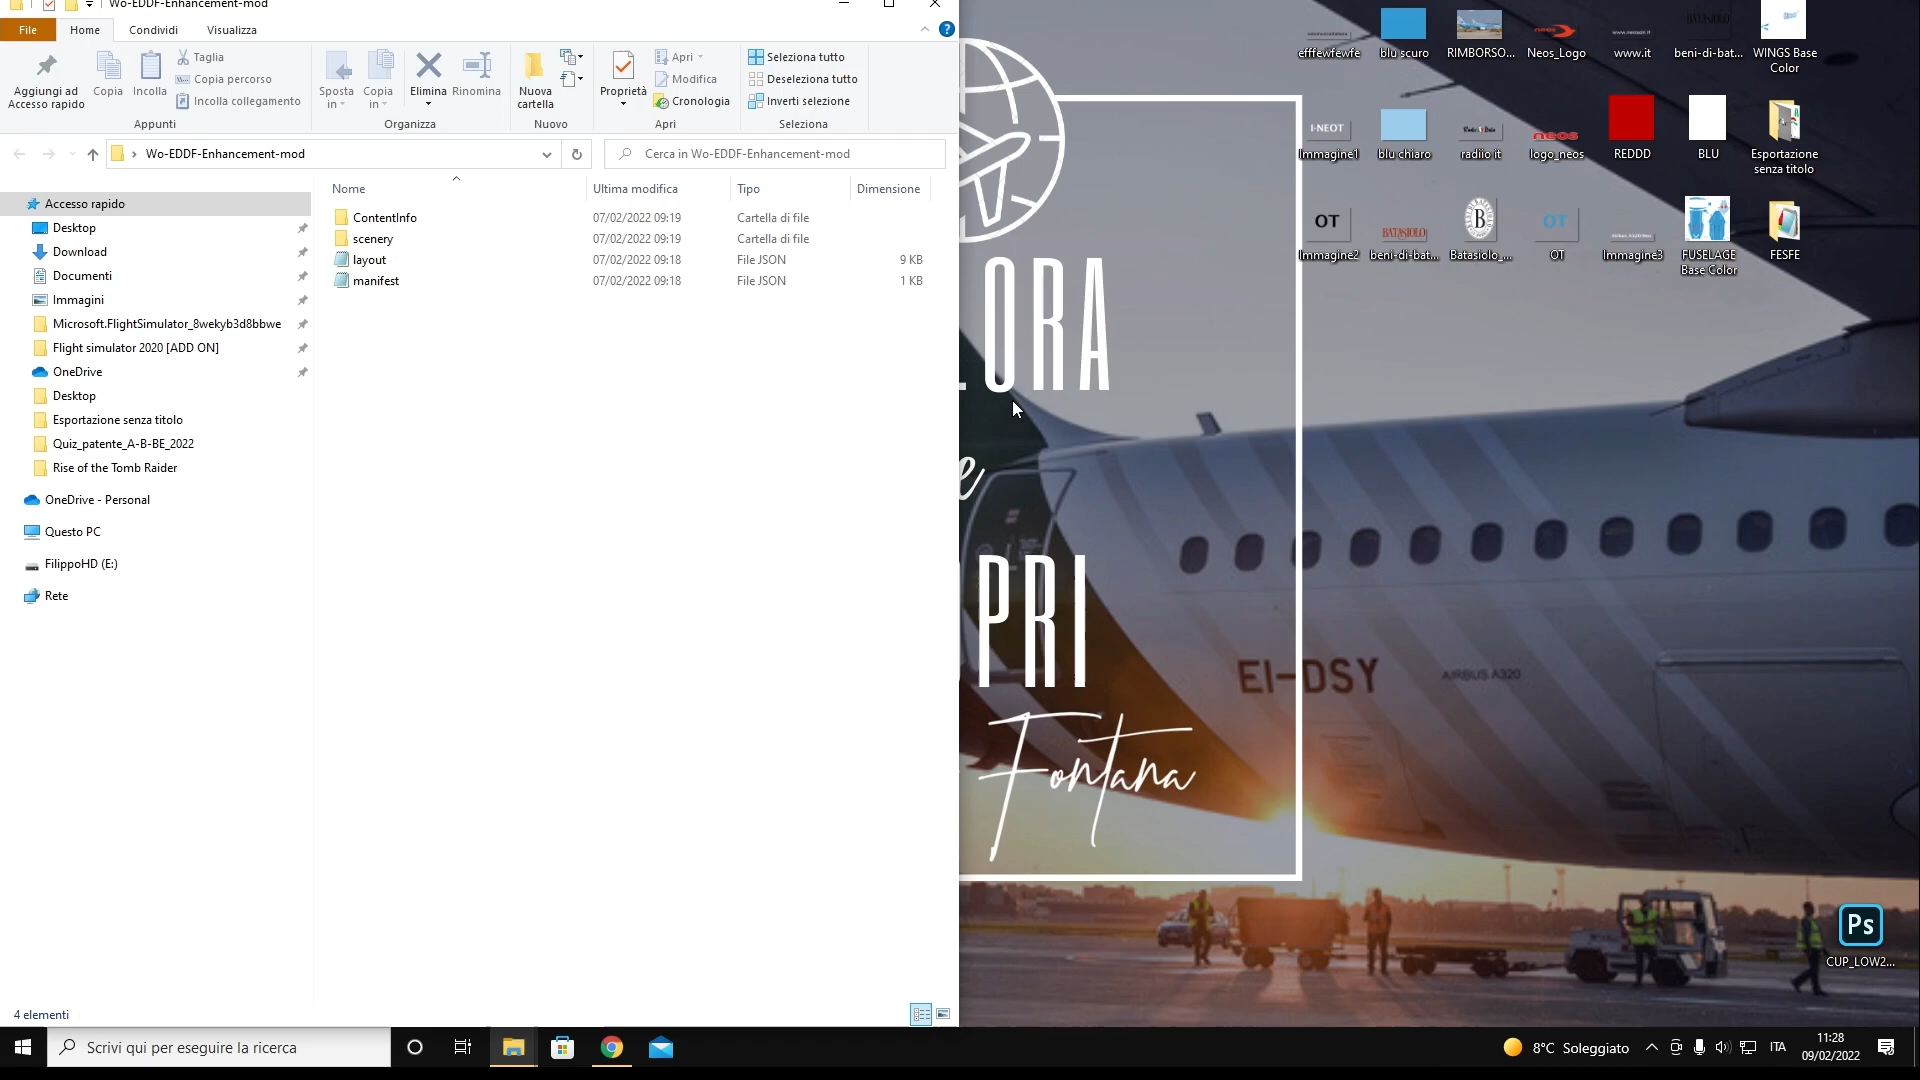 Wo-EDDF-Enhancement-mod
File
Home
Condividi
Visualizza
Aggiungi ad
Accesso rapido
Copia
Incolla
Taglia
Copia percorso
Incolla collegamento
Sposta
in
Copia
in
Elimina
Rinomina
Nuova
cartella
Proprietà
Apri
Modifica
Cronologia
Seleziona tutto
Deseleziona tutto
Inverti selezione
Appunti
Organizza
Nuovo
Apri
Seleziona
Wo-EDDF-Enhancement-mod
Cerca in Wo-EDDF-Enhancement-mod
Nome
Ultima modifica
Tipo
Dimensione
ContentInfo
07/02/2022 09:19
Cartella di file
scenery
07/02/2022 09:19
Cartella di file
layout
07/02/2022 09:18
File JSON
9 KB
manifest
07/02/2022 09:18
File JSON
1 KB
Accesso rapido
Desktop
Download
Documenti
Immagini
Microsoft.FlightSimulator_8wekyb3d8bbwe
Flight simulator 2020 [ADD ON]
OneDrive
Desktop
Esportazione senza titolo
Quiz_patente_A-B-BE_2022
Rise of the Tomb Raider
OneDrive - Personal
Questo PC
FilippoHD (E:)
Rete
4 elementi
efffewfwefe
blu scuro
RIMBORSO...
Neos_Logo
www.it
beni-di-bat...
WINGS Base
Color
I-NEOT
Immagine1
blu chiaro
radiio it
neos
logo_neos
REDDD
BLU
Esportazione
senza titolo
OT
Immagine2
BATASIOLO
beni-di-bat...
B
Batasiolo_...
OT
OT
Immagine3
FUSELAGE
Base Color
FESFE
ORA
e
PRI
Fontana
EI-DSY
AIRBUS A320
Ps
CUP_LOW2...
Scrivi qui per eseguire la ricerca
8°C Soleggiato
ITA
11:28
09/02/2022